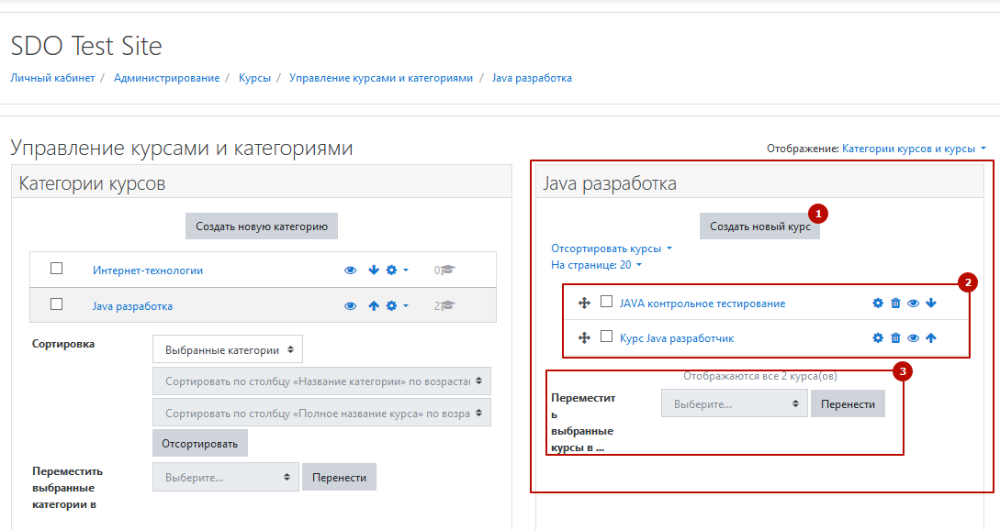 SDO Test Site
Личный кабинет / Администрирование / Курсы / Управление курсами и категориями / Java разработка
Управление курсами и категориями
Отображение: Категории курсов и курсы
Категории курсов
Создать новую категорию
Интернет-технологии 0
Java разработка 2
Сортировка
Выбранные категории
Сортировать по столбцу «Название категории» по возраста
Сортировать по столбцу «Полное название курса» по возра
Отсортировать
Переместить
выбранные
категории в
Выберите...
Перенести
Java разработка
1
Создать новый курс
Отсортировать курсы
На странице: 20
2
JAVA контрольное тестирование
Курс Java разработчик
3
Отображаются все 2 курса(ов)
Переместит
ь
выбранные
курсы в ...
Выберите...
Перенести